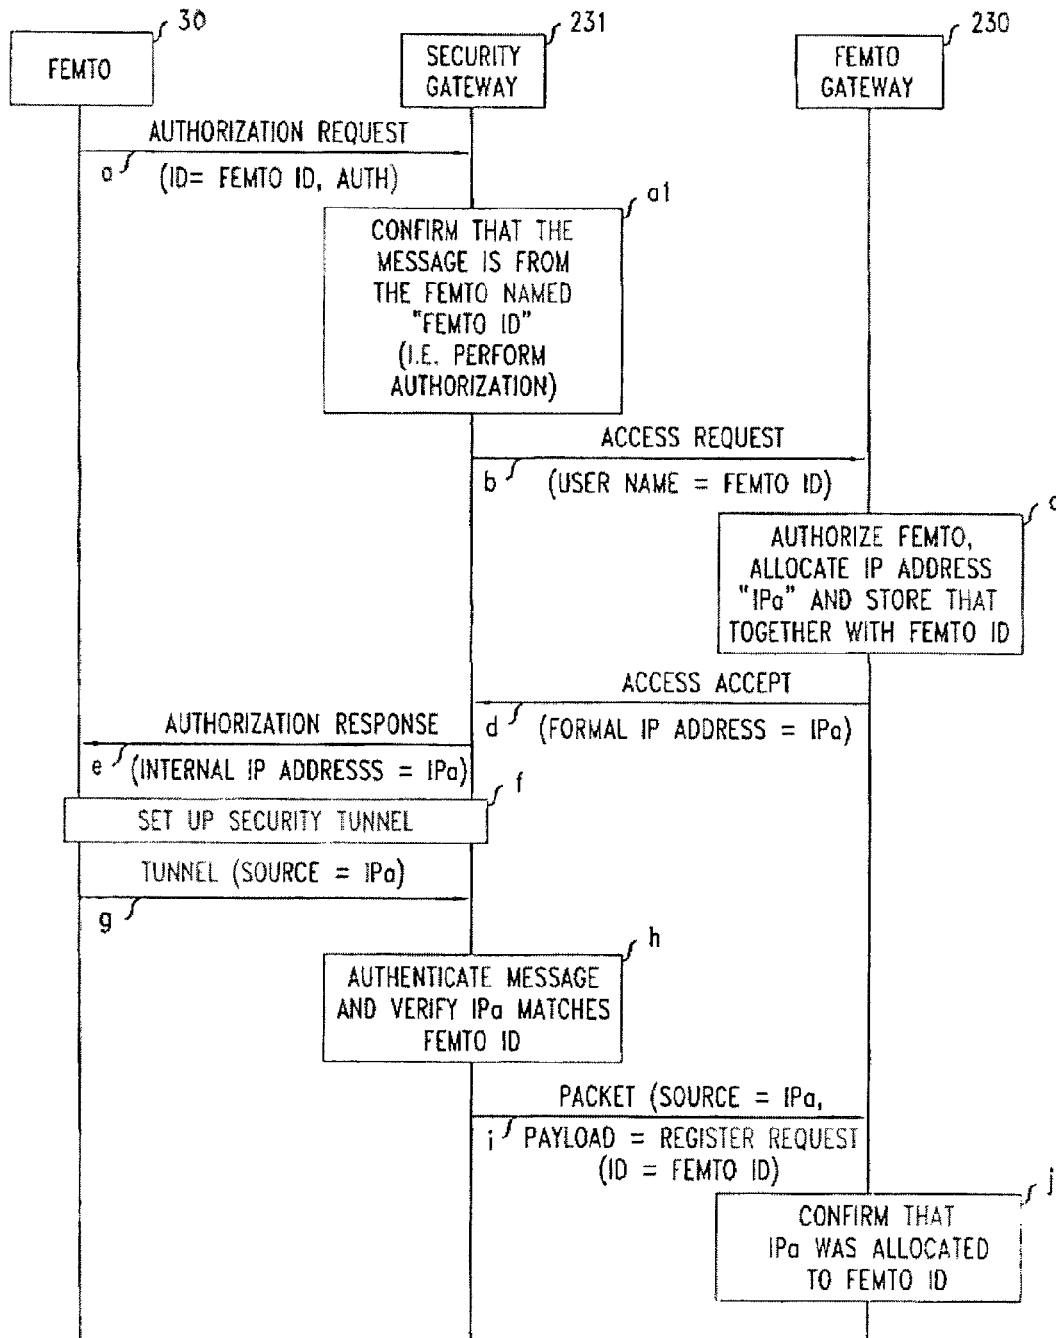 30
231
230
FEMTO
SECURITY
GATEWAY
FEMTO
GATEWAY
AUTHORIZATION REQUEST
a
(ID= FEMTO ID, AUTH)
a1
CONFIRM THAT THE
MESSAGE IS FROM
THE FEMTO NAMED
"FEMTO ID"
(I.E. PERFORM
AUTHORIZATION)
ACCESS REQUEST
b
(USER NAME = FEMTO ID)
c
AUTHORIZE FEMTO,
ALLOCATE IP ADDRESS
"IPa" AND STORE THAT
TOGETHER WITH FEMTO ID
ACCESS ACCEPT
d
(FORMAL IP ADDRESS = IPa)
AUTHORIZATION RESPONSE
e
(INTERNAL IP ADDRESSS = IPa)
f
SET UP SECURITY TUNNEL
TUNNEL (SOURCE = IPa)
g
h
AUTHENTICATE MESSAGE
AND VERIFY IPa MATCHES
FEMTO ID
PACKET (SOURCE = IPa,
i
PAYLOAD = REGISTER REQUEST
(ID = FEMTO ID)
j
CONFIRM THAT
IPa WAS ALLOCATED
TO FEMTO ID